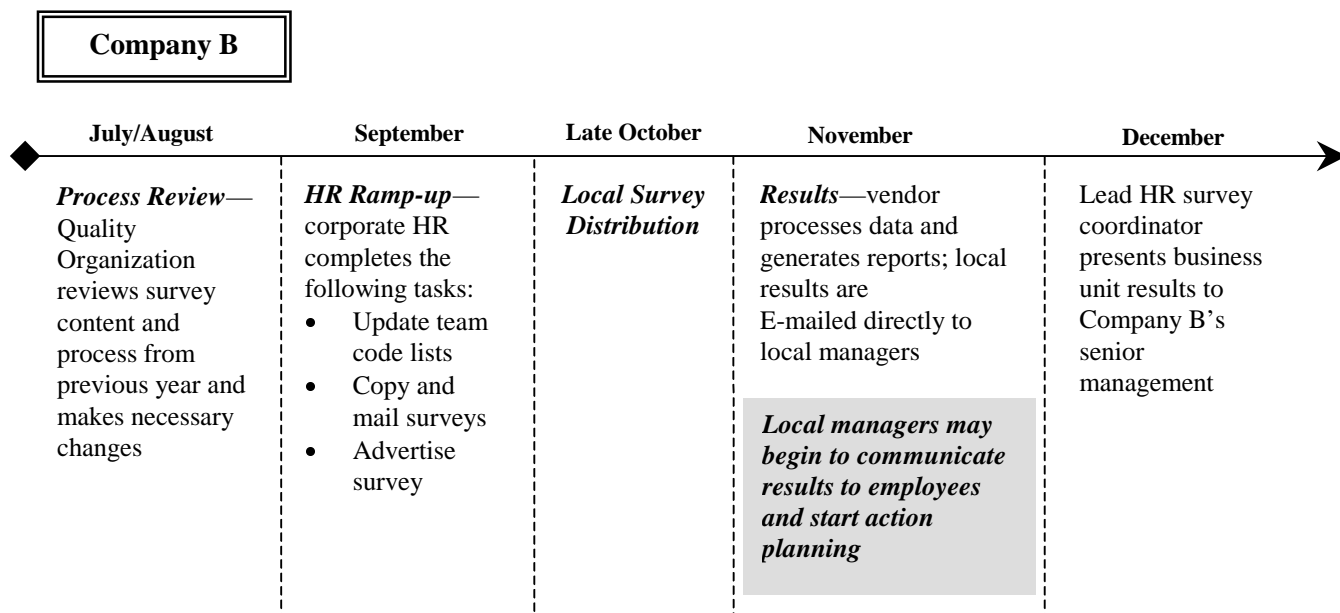 Company B
July/August
September
Late October
November
December
Process Review—
Quality
Organization
reviews survey
content and
process from
previous year and
makes necessary
changes
HR Ramp-up—
corporate HR
completes the
following tasks:
• Update team
code lists
• Copy and
mail surveys
• Advertise
survey
Local Survey
Distribution
Results—vendor
processes data and
generates reports; local
results are
E-mailed directly to
local managers
Local managers may
begin to communicate
results to employees
and start action
planning
Lead HR survey
coordinator
presents business
unit results to
Company B’s
senior
management